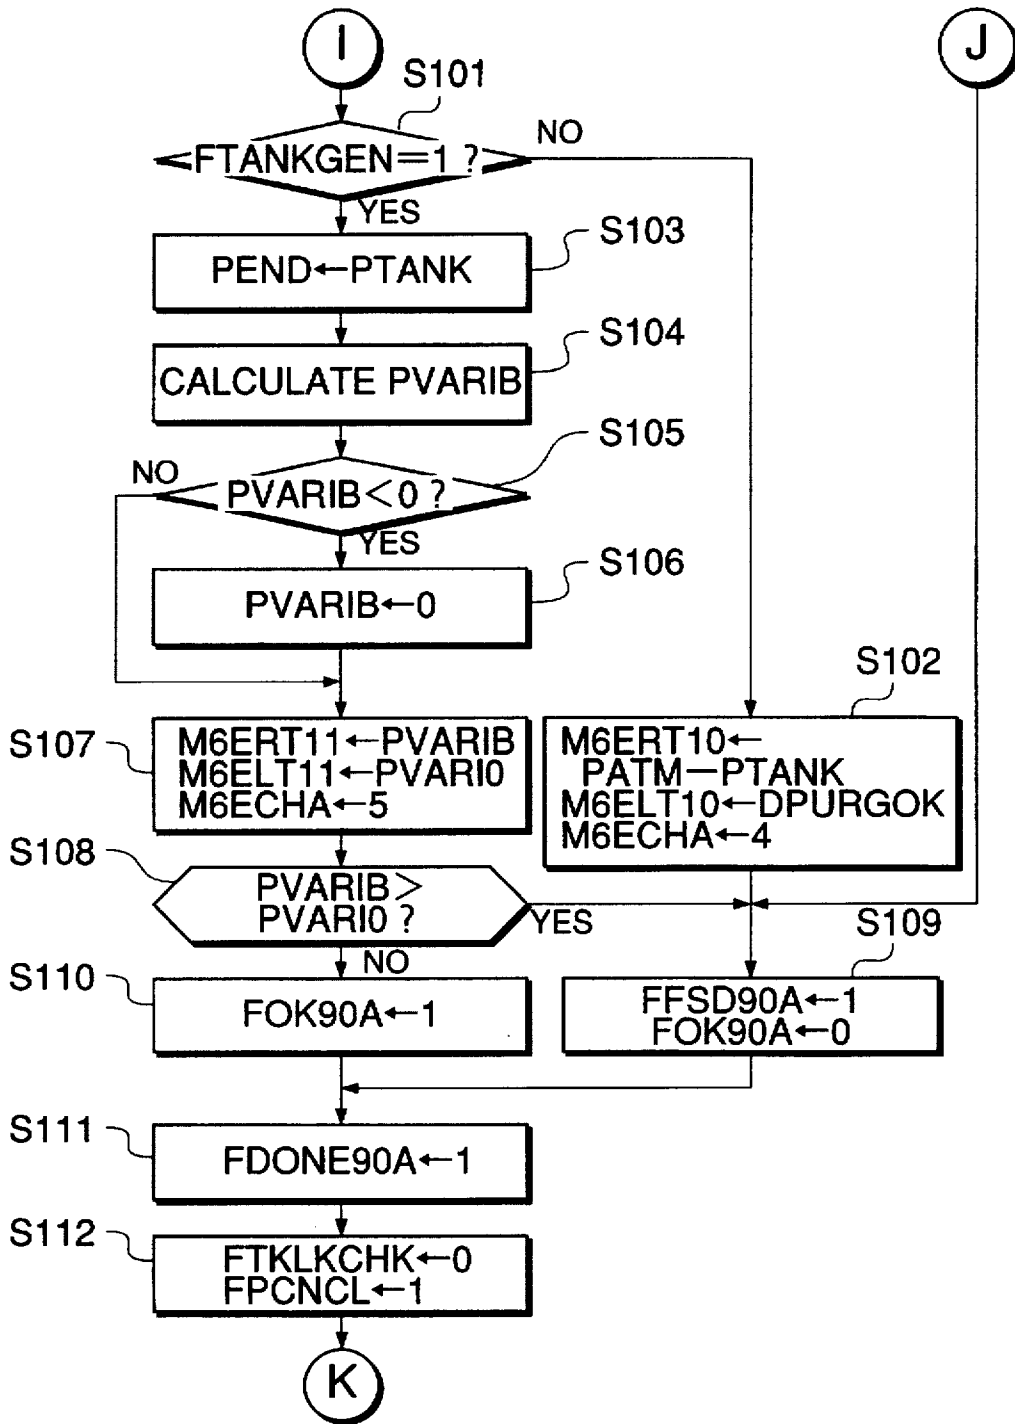 I
J
S101
FTANKGEN=1 ?
NO
YES
S103
PEND←PTANK
S104
CALCULATE PVARIB
S105
NO
PVARIB<0 ?
YES
S106
PVARIB←0
S102
S107
M6ERT11←PVARIB
M6ELT11←PVARI0
M6ECHA←5
M6ERT10←
PATM−PTANK
M6ELT10←DPURGOK
M6ECHA←4
S108
PVARIB>
PVARI0 ?
YES
NO
S109
S110
FOK90A←1
FFSD90A←1
FOK90A←0
S111
FDONE90A←1
S112
FTKLKCHK←0
FPCNCL←1
K